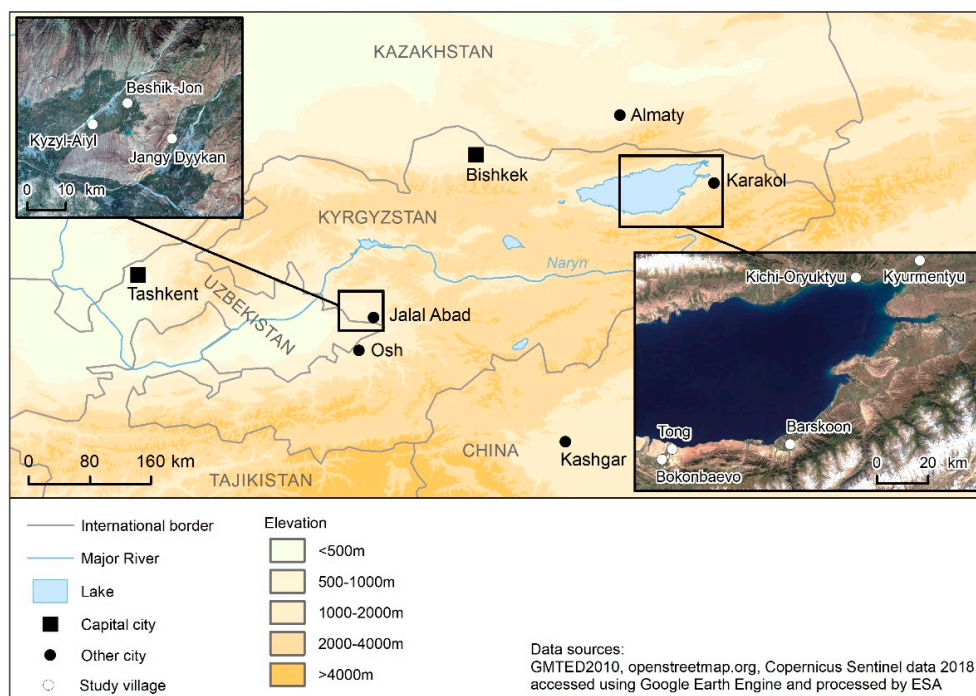 KAZAKHSTAN
Beshik-Jon
Kyzyl-Aiyl
Jangy Dyykan
0 10 km
Almaty
Bishkek
Karakol
KYRGYZSTAN
Naryn
Kichi-Oryuktyu
Kyurmentyu
Tashkent
UZBEKISTAN
Jalal Abad
Osh
Tong
Barskoon
Bokonbaevo
0 20 km
CHINA
Kashgar
0 80 160 km
TAJIKISTAN
International border
Major River
Lake
Capital city
Other city
Study village
Elevation
<500m
500-1000m
1000-2000m
2000-4000m
>4000m
Data sources:
GMTED2010, openstreetmap.org, Copernicus Sentinel data 2018
accessed using Google Earth Engine and processed by ESA